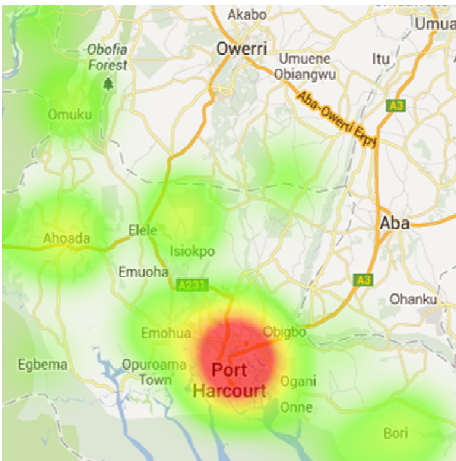 Akabo
Umua
Owerri
Obofia
Forest
Umuene
Obiangwu
Itu
Omuku
A3
Aba-Owerri Erpy
Elele
Aba
Ahoada
Isiokpo
Emuoha
A231
A3
Ohanku
Emohua
Obigbo
Egbema
Opuroama
Town
Port
Harcourt
Ogani
Onne
Bori